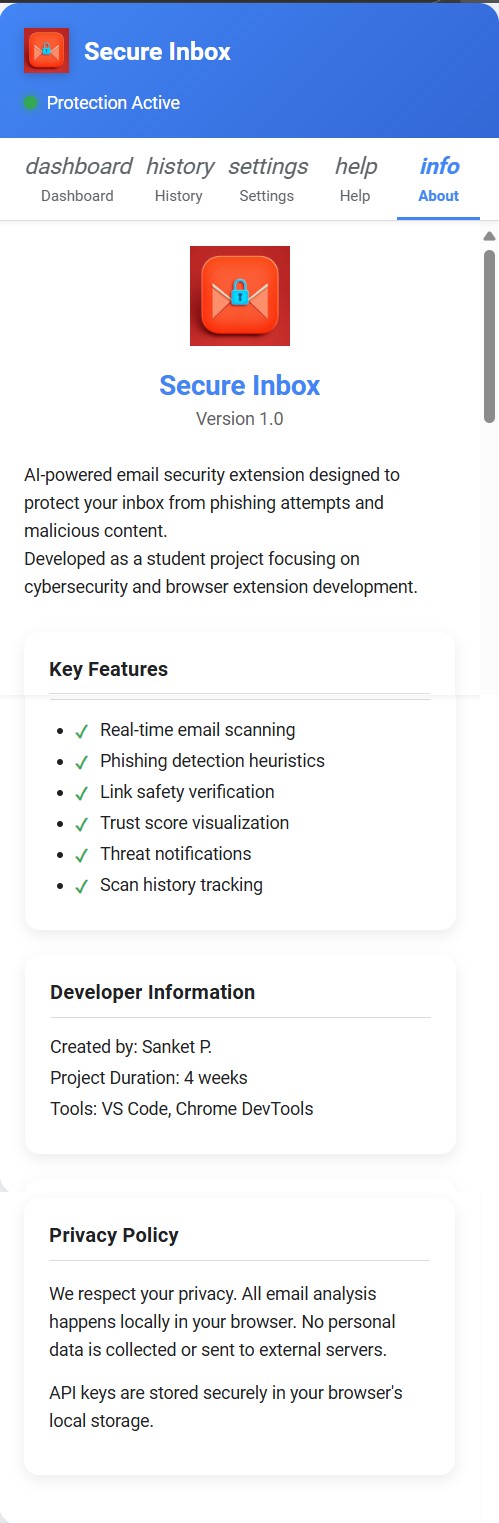 Secure Inbox
Protection Active
dashboard history settings help info
Dashboard History Settings Help About
Secure Inbox
Version 1.0
AI-powered email security extension designed to
protect your inbox from phishing attempts and
malicious content.
Developed as a student project focusing on
cybersecurity and browser extension development.
Key Features
• ✓ Real-time email scanning
• ✓ Phishing detection heuristics
• ✓ Link safety verification
• ✓ Trust score visualization
• ✓ Threat notifications
• ✓ Scan history tracking
Developer Information
Created by: Sanket P.
Project Duration: 4 weeks
Tools: VS Code, Chrome DevTools
Privacy Policy
We respect your privacy. All email analysis
happens locally in your browser. No personal
data is collected or sent to external servers.
API keys are stored securely in your browser's
local storage.